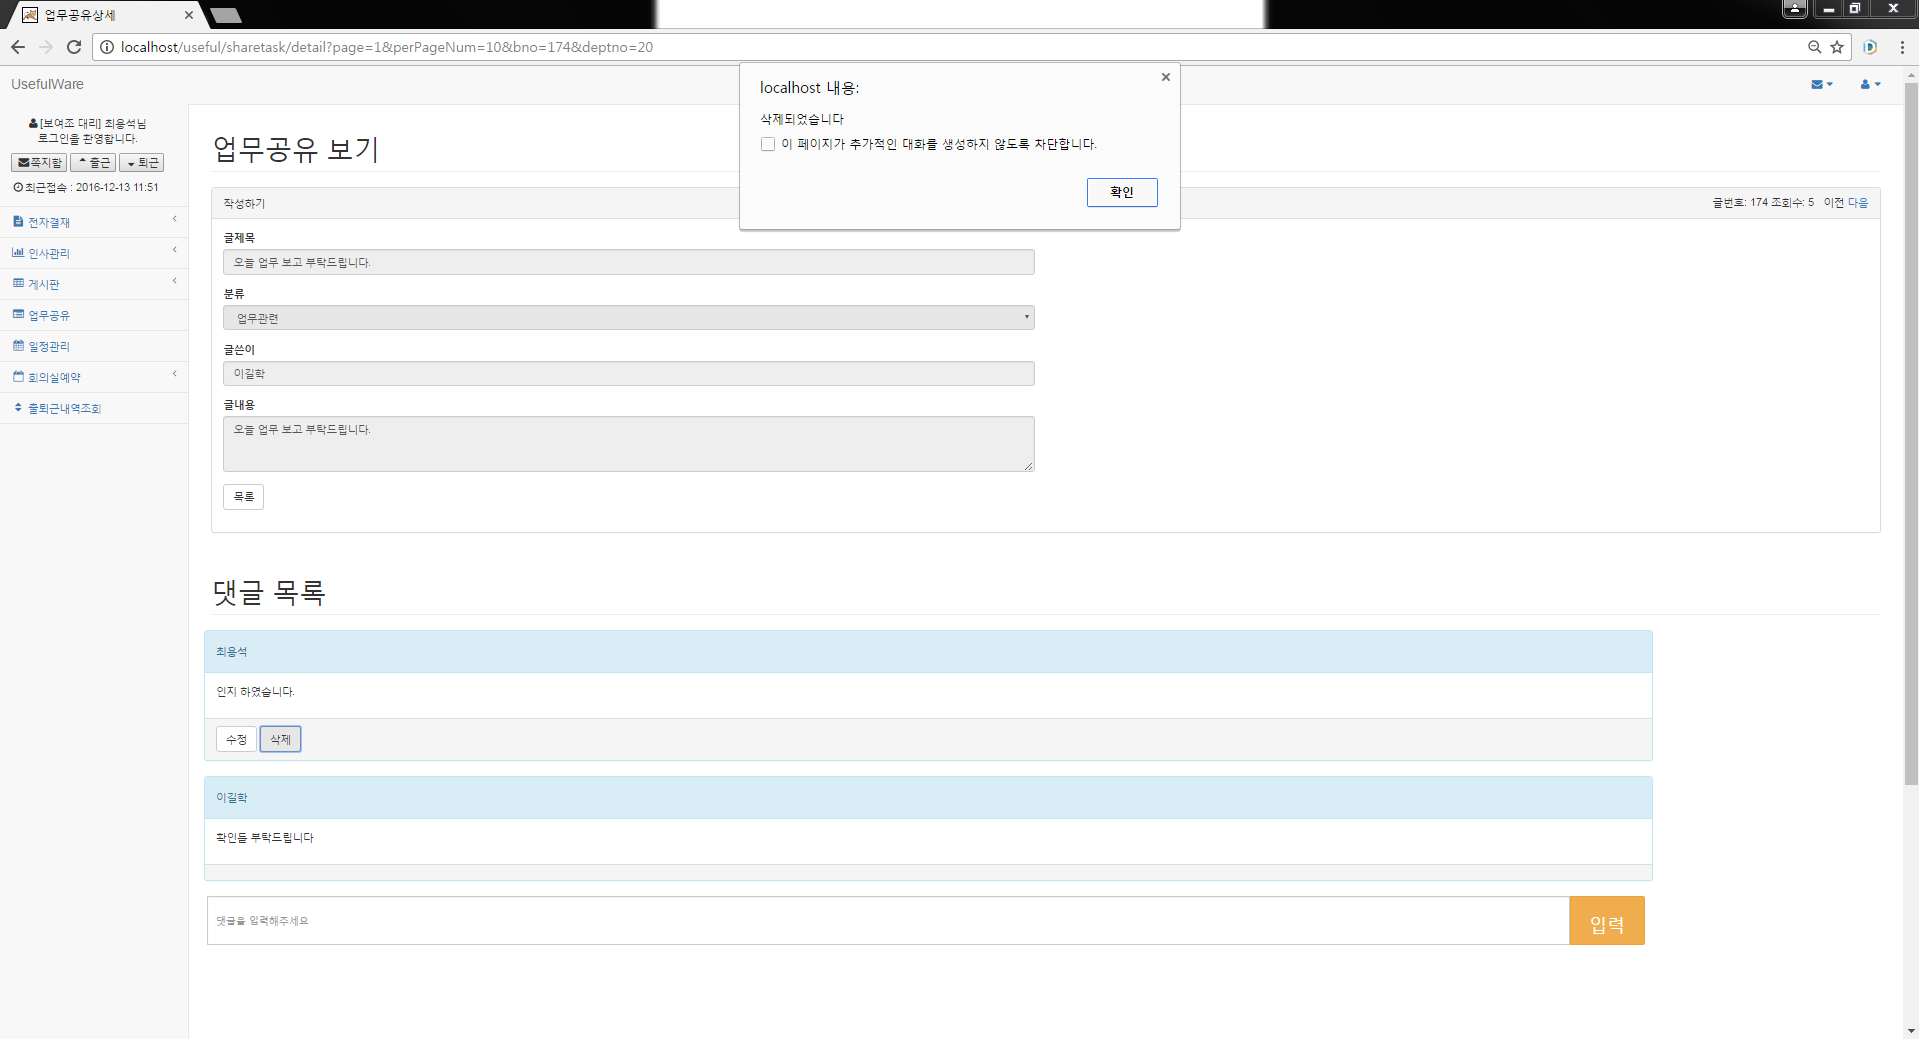 업무공유상세
localhost/useful/sharetask/detail?page=1&perPageNum=10&bno=174&deptno=20
UsefulWare
localhost 내용:
삭제되었습니다
이 페이지가 추가적인 대화를 생성하지 않도록 차단합니다.
확인
[보여조 대리] 최용석님
로그인을 환영합니다.
쪽지함 출근 퇴근
최근접속 : 2016-12-13 11:51
전자결재
인사관리
게시판
업무공유
일정관리
회의실예약
출퇴근내역조회
업무공유 보기
작성하기
글번호: 174 조회수: 5 이전 다음
글제목
오늘 업무 보고 부탁드립니다.
분류
업무관련
글쓴이
이길학
글내용
오늘 업무 보고 부탁드립니다.
목록
댓글 목록
최용석
인지 하였습니다.
수정 삭제
이길학
확인들 부탁드립니다
댓글을 입력해주세요
입력